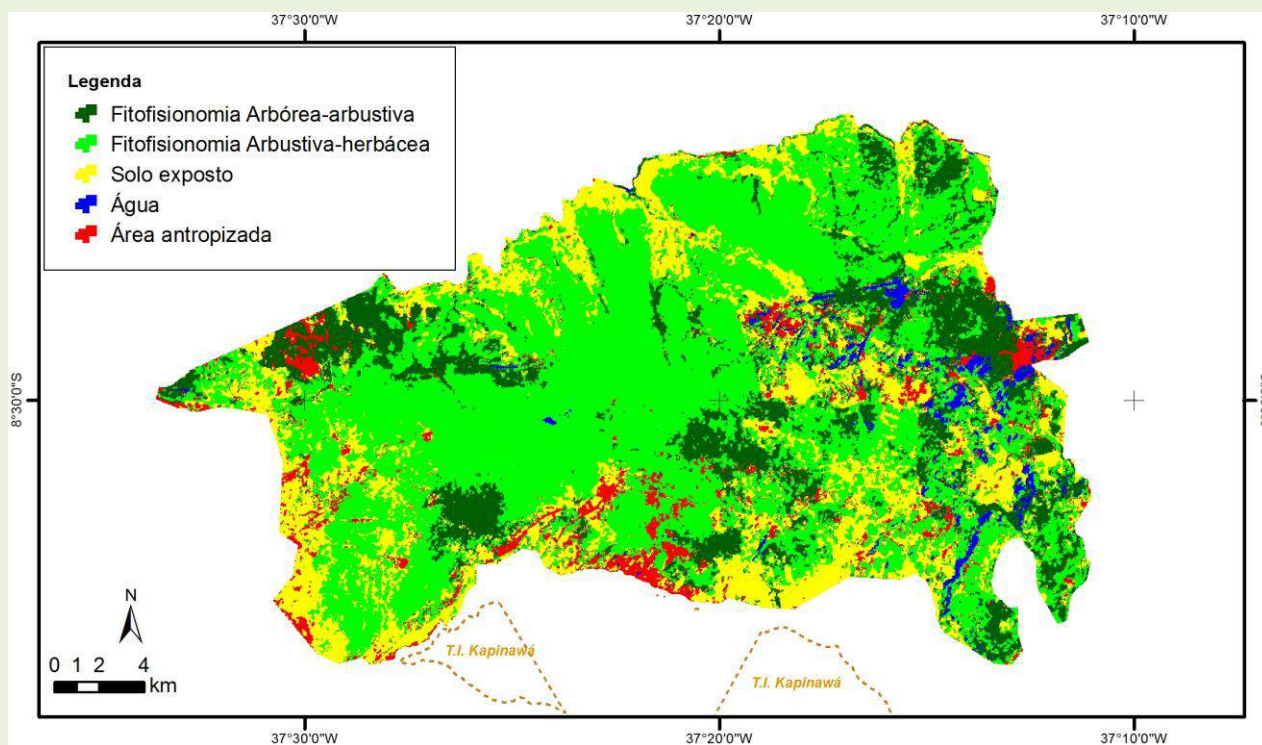 37°30'0"W 37°20'0"W 37°10'0"W
Legenda
Fitofisionomia Arbórea-arbustiva
Fitofisionomia Arbustiva-herbácea
Solo exposto
Água
Área antropizada
8°30'0"S
N
0 1 2 4
km
T.I. Kapinawá
T.I. Kapinawá
37°30'0"W 37°20'0"W 37°10'0"W